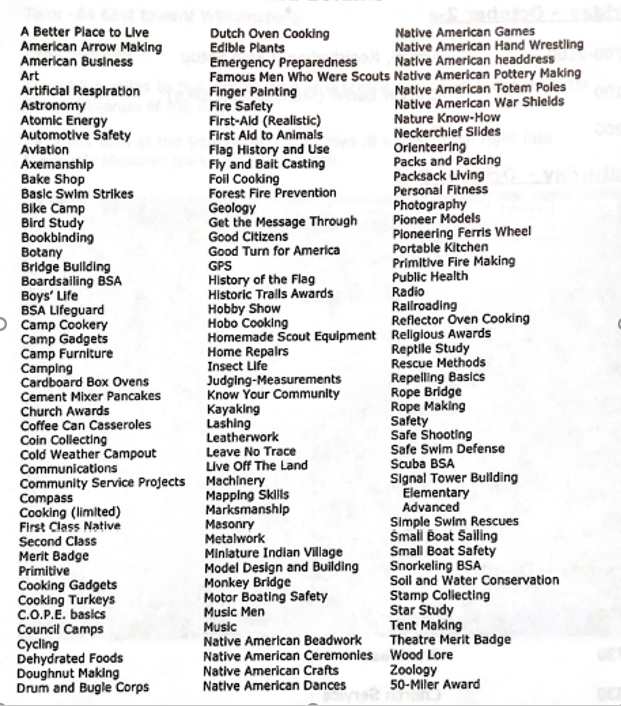 A Better Place to Live
American Arrow Making
American Business
Art
Artificial Respiration
Astronomy
Atomic Energy
Automotive Safety
Aviation
Axemanship
Bake Shop
Basic Swim Strikes
Bike Camp
Bird Study
Bookbinding
Botany
Bridge Building
Boardsailing BSA
Boys' Life
BSA Lifeguard
Camp Cookery
Camp Gadgets
Camp Furniture
Camping
Cardboard Box Ovens
Cement Mixer Pancakes
Church Awards
Coffee Can Casseroles
Coin Collecting
Cold Weather Campout
Communications
Community Service Projects
Compass
Cooking (limited)
First Class Native
Second Class
Merit Badge
Primitive
Cooking Gadgets
Cooking Turkeys
C.O.P.E. basics
Council Camps
Cycling
Dehydrated Foods
Doughnut Making
Drum and Bugle Corps
Dutch Oven Cooking
Edible Plants
Emergency Preparedness
Famous Men Who Were Scouts
Finger Painting
Fire Safety
First-Aid (Realistic)
First Aid to Animals
Flag History and Use
Fly and Bait Casting
Foil Cooking
Forest Fire Prevention
Geology
Get the Message Through
Good Citizens
Good Turn for America
GPS
History of the Flag
Historic Trails Awards
Hobby Show
Hobo Cooking
Homemade Scout Equipment
Home Repairs
Insect Life
Judging-Measurements
Know Your Community
Kayaking
Lashing
Leatherwork
Leave No Trace
Live Off The Land
Machinery
Mapping Skills
Marksmanship
Masonry
Metalwork
Miniature Indian Village
Model Design and Building
Monkey Bridge
Motor Boating Safety
Music Men
Music
Native American Beadwork
Native American Ceremonies
Native American Crafts
Native American Dances
Native American Games
Native American Hand Wrestling
Native American headdress
Native American Pottery Making
Native American Totem Poles
Native American War Shields
Nature Know-How
Neckerchief Slides
Orienteering
Packs and Packing
Packsack Living
Personal Fitness
Photography
Pioneer Models
Pioneering Ferris Wheel
Portable Kitchen
Primitive Fire Making
Public Health
Radio
Railroading
Reflector Oven Cooking
Religious Awards
Reptile Study
Rescue Methods
Repelling Basics
Rope Bridge
Rope Making
Safety
Safe Shooting
Safe Swim Defense
Scuba BSA
Signal Tower Building
Elementary
Advanced
Simple Swim Rescues
Small Boat Sailing
Small Boat Safety
Snorkeling BSA
Soil and Water Conservation
Stamp Collecting
Star Study
Tent Making
Theatre Merit Badge
Wood Lore
Zoology
50-Miler Award